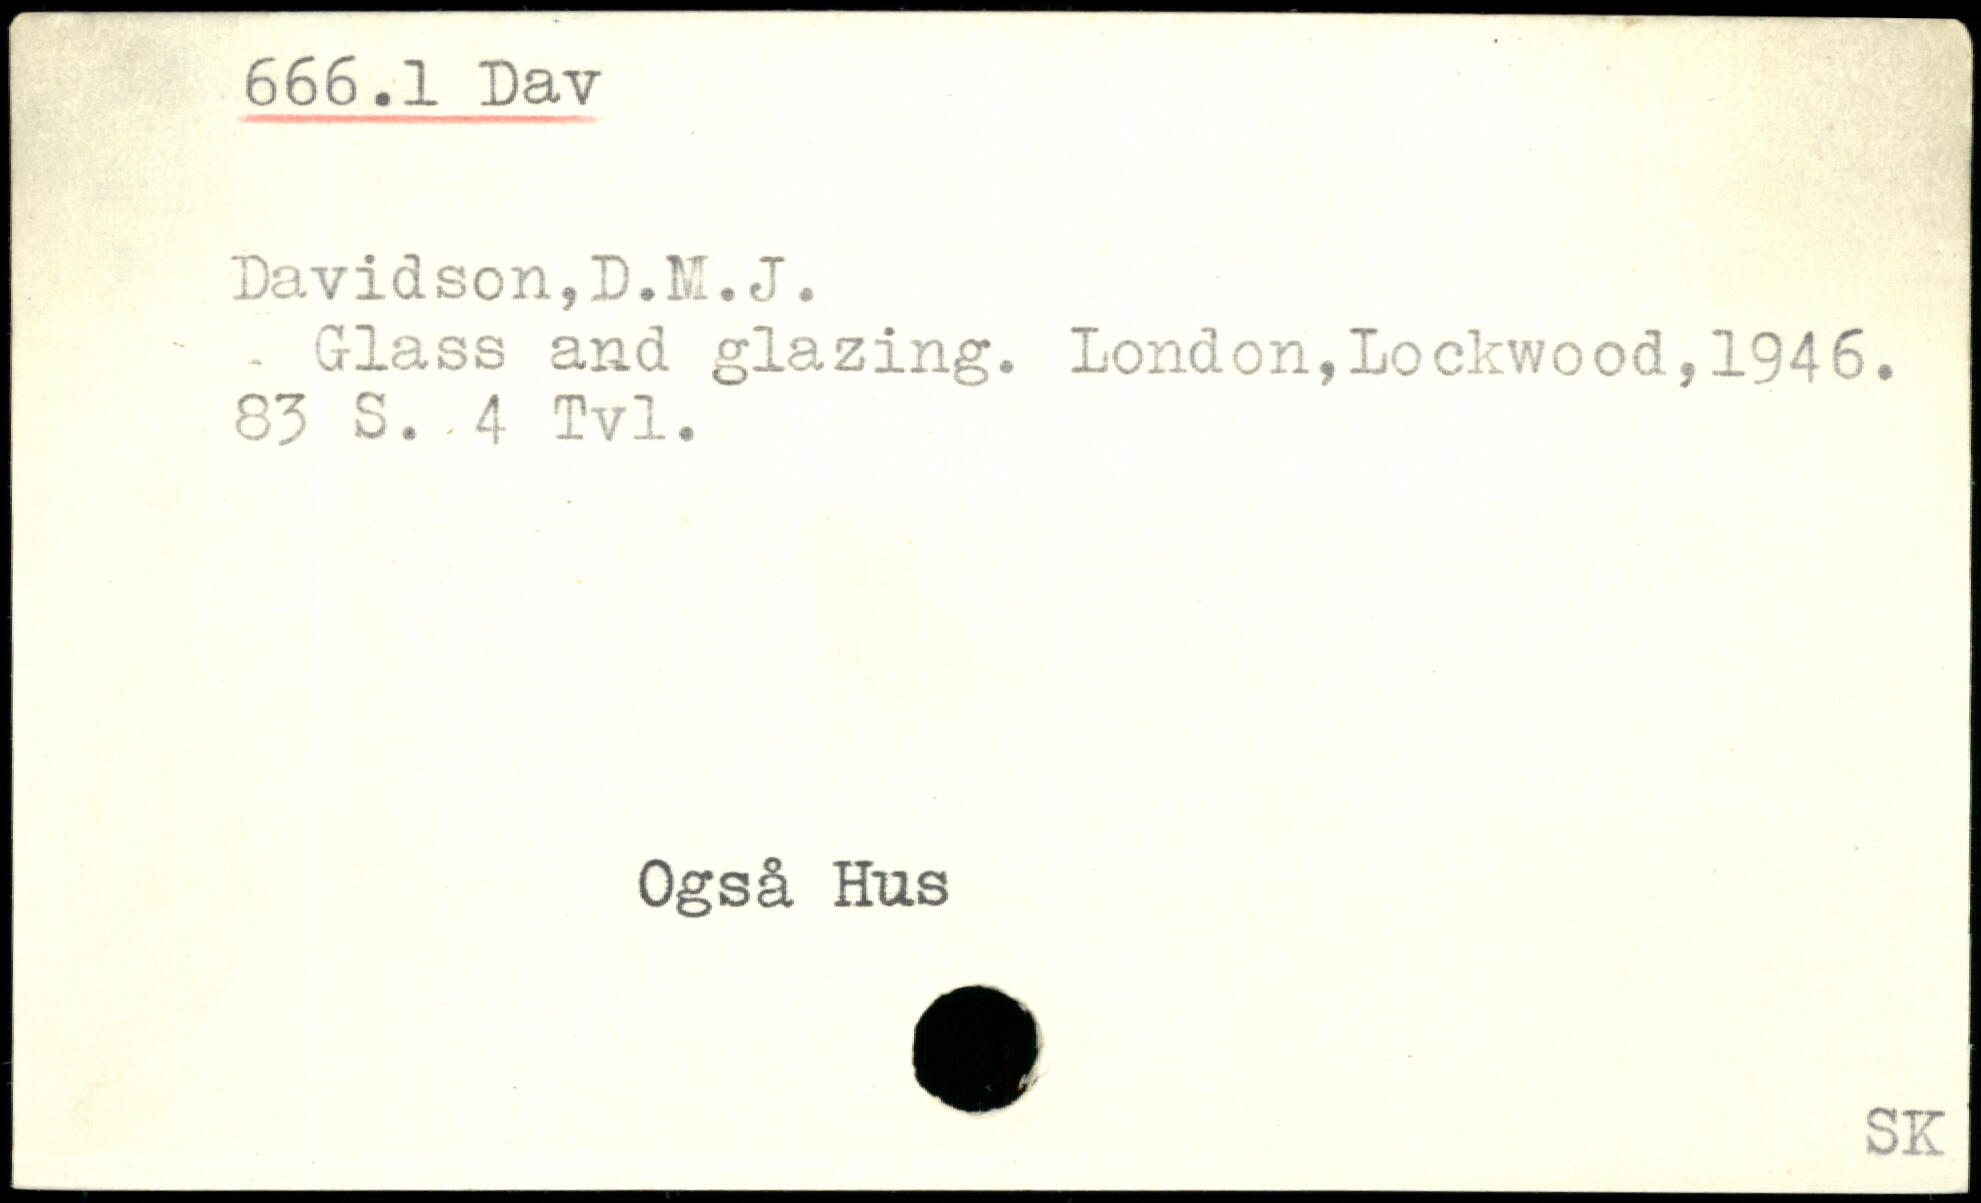 666.1 Dav
Davidson,D.M.J.
Glass and glazing. London,Lockwood,1946.
83 S. 4 Tvl.
Også Hus
SK